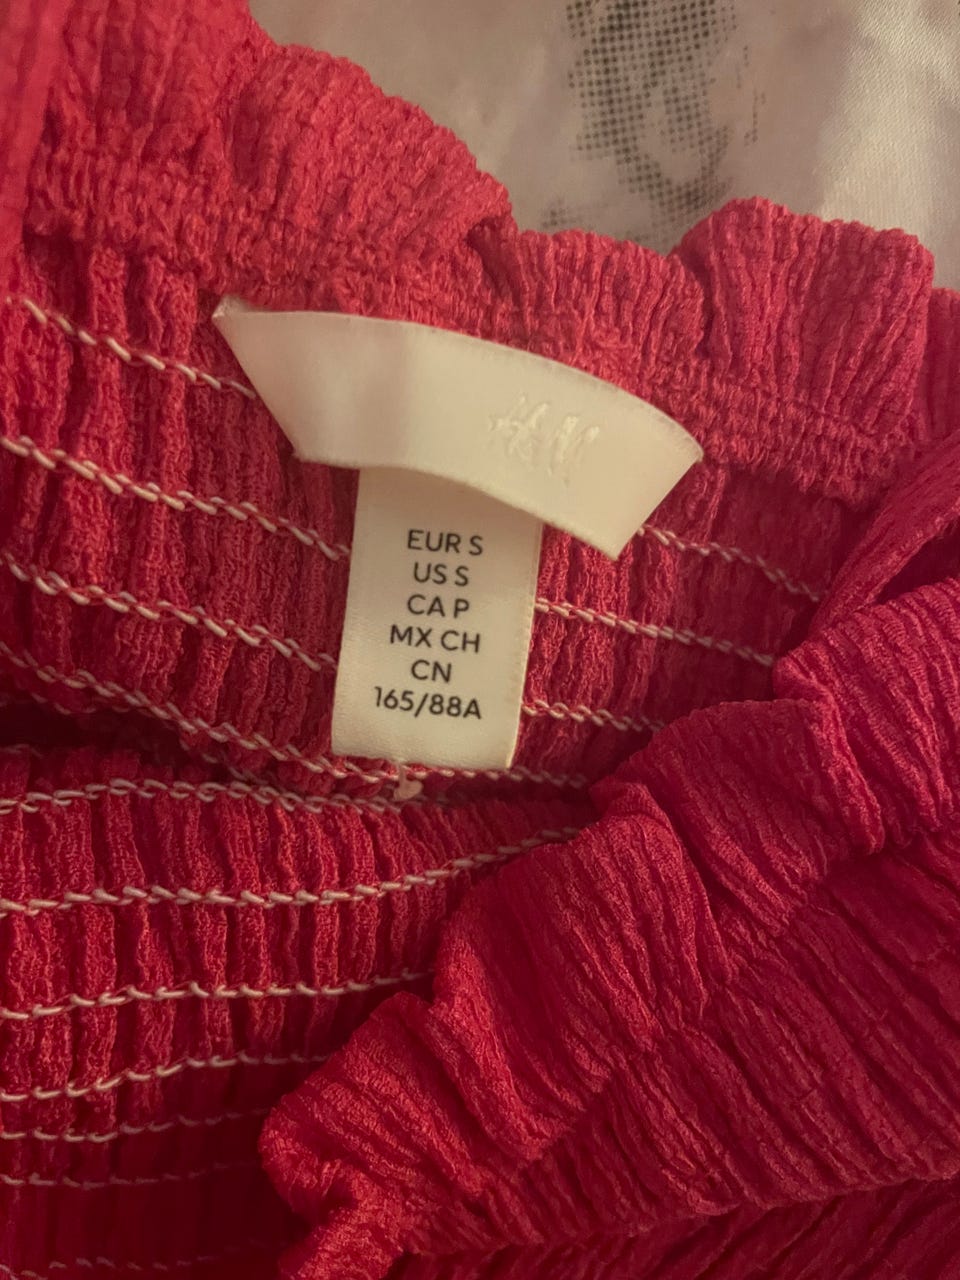 H&M
EUR S
US S
CA P
MX CH
CN
165/88A